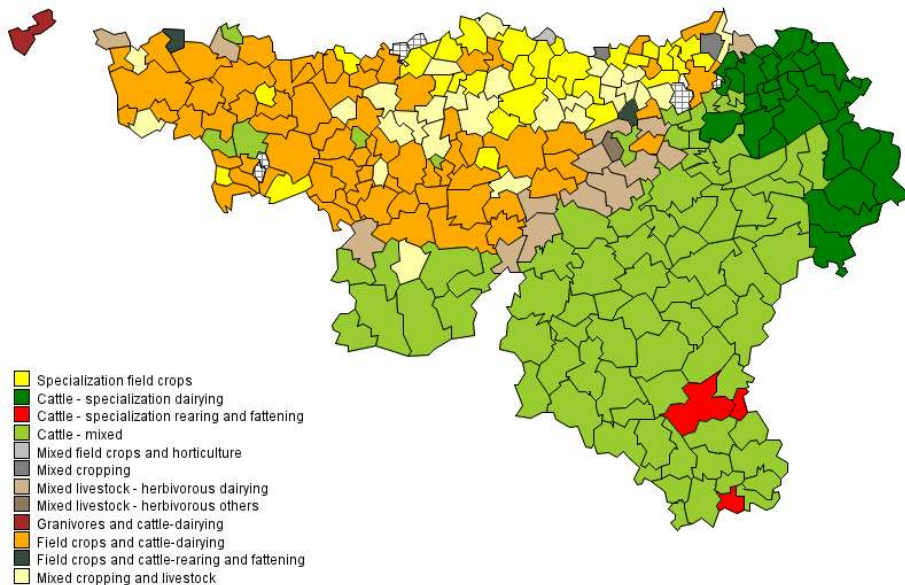 Specialization field crops
Cattle - specialization dairying
Cattle - specialization rearing and fattening
Cattle - mixed
Mixed field crops and horticulture
Mixed cropping
Mixed livestock - herbivorous dairying
Mixed livestock - herbivorous others
Granivores and cattle-dairying
Field crops and cattle-dairying
Field crops and cattle-rearing and fattening
Mixed cropping and livestock